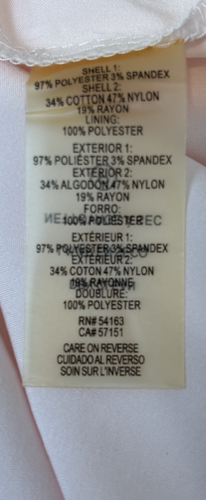 SHELL 1:
97% POLYESTER 3% SPANDEX
SHELL 2:
34% COTTON 47% NYLON
19% RAYON
LINING:
100% POLYESTER
EXTERIOR 1:
97% POLIÉSTER 3% SPANDEX
EXTERIOR 2:
34% ALGODÓN 47% NYLON
19% RAYON
FORRO:
100% POLYESTER
EXTÉRIEUR 1:
97% POLYESTER 3% SPANDEX
EXTÉRIEUR 2:
34% COTON 47% NYLON
19% RAYONNE
DOUBLURE:
100% POLYESTER
RN# 54163
CA# 57151
CARE ON REVERSE
CUIDADO AL REVERSO
SOIN SUR L'INVERSE